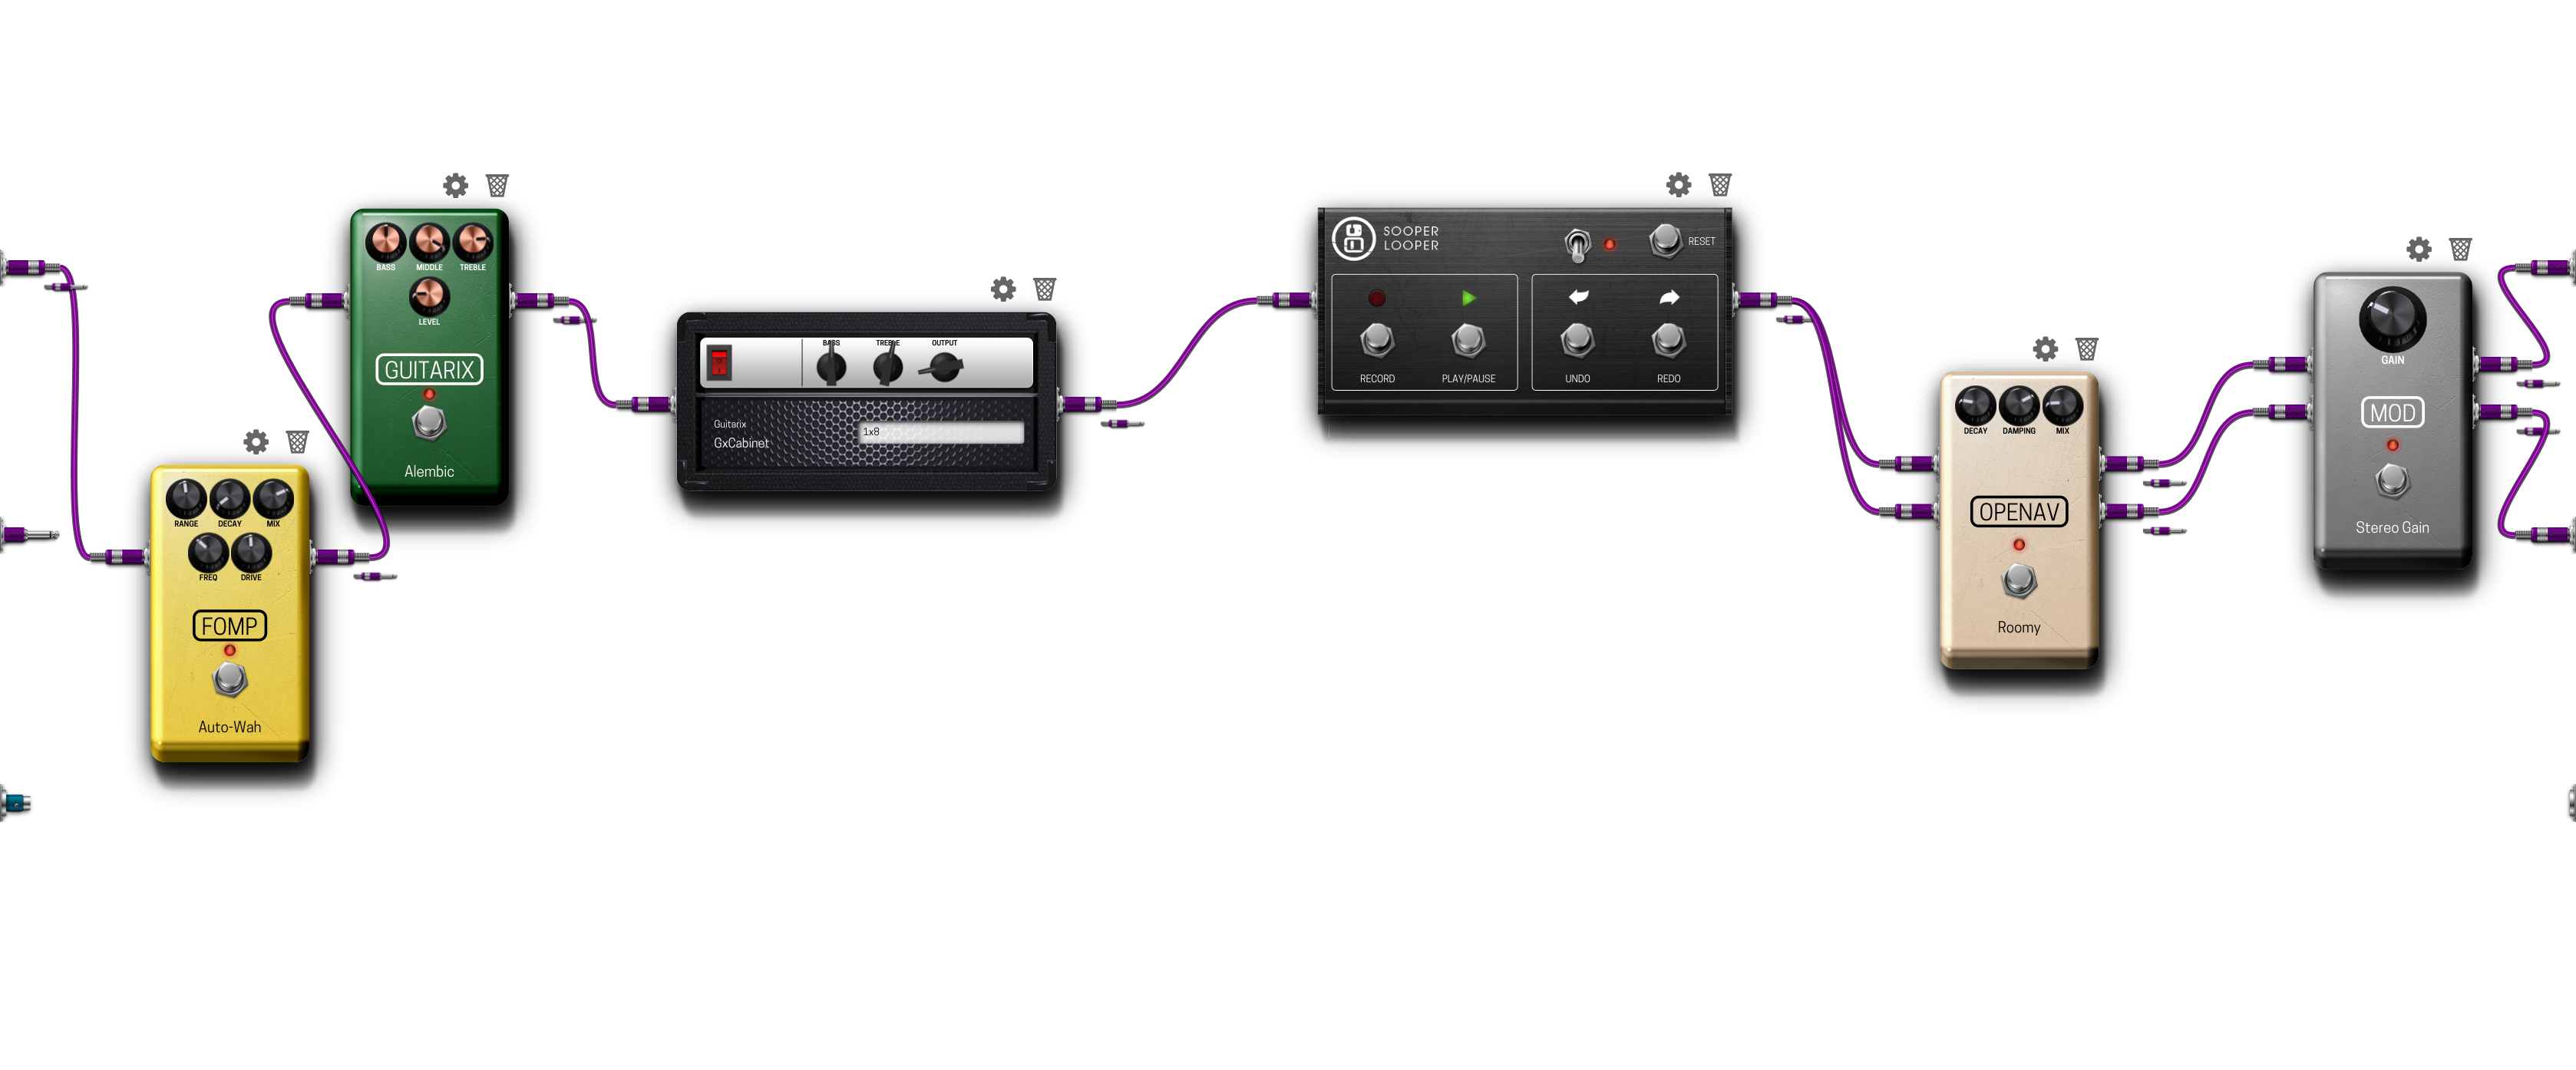 RANGE DECAY MIX
FREQ DRIVE
FOMP
Auto-Wah
BASS MIDDLE TREBLE
LEVEL
GUITARIX
Alembic
BASS TREBLE OUTPUT
Guitarix
GxCabinet
1x8
SOOPER
LOOPER
RESET
RECORD PLAY/PAUSE UNDO REDO
DECAY DAMPING MIX
OPENAV
Roomy
GAIN
MOD
Stereo Gain